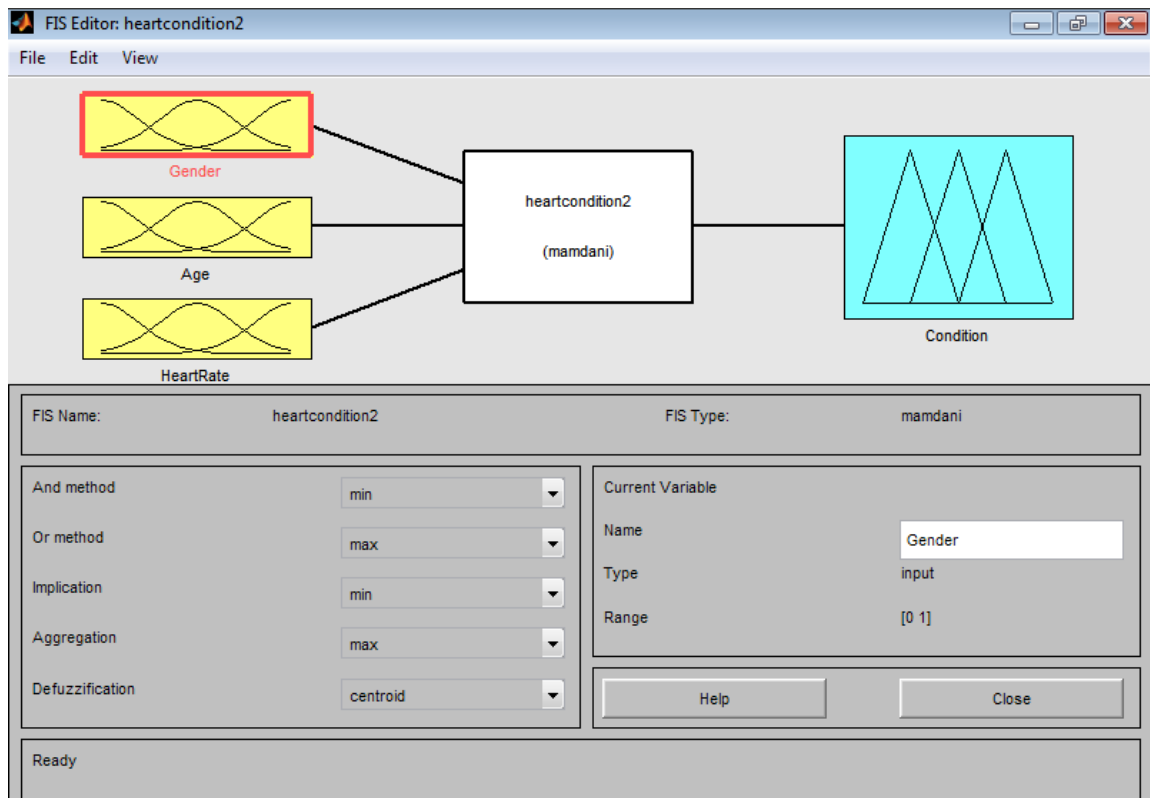 FIS Editor: heartcondition2
File Edit View
Gender
Age
HeartRate
heartcondition2
(mamdani)
Condition
FIS Name: heartcondition2 FIS Type: mamdani
And method min
Or method max
Implication min
Aggregation max
Defuzzification centroid
Current Variable
Name Gender
Type input
Range [0 1]
Help Close
Ready